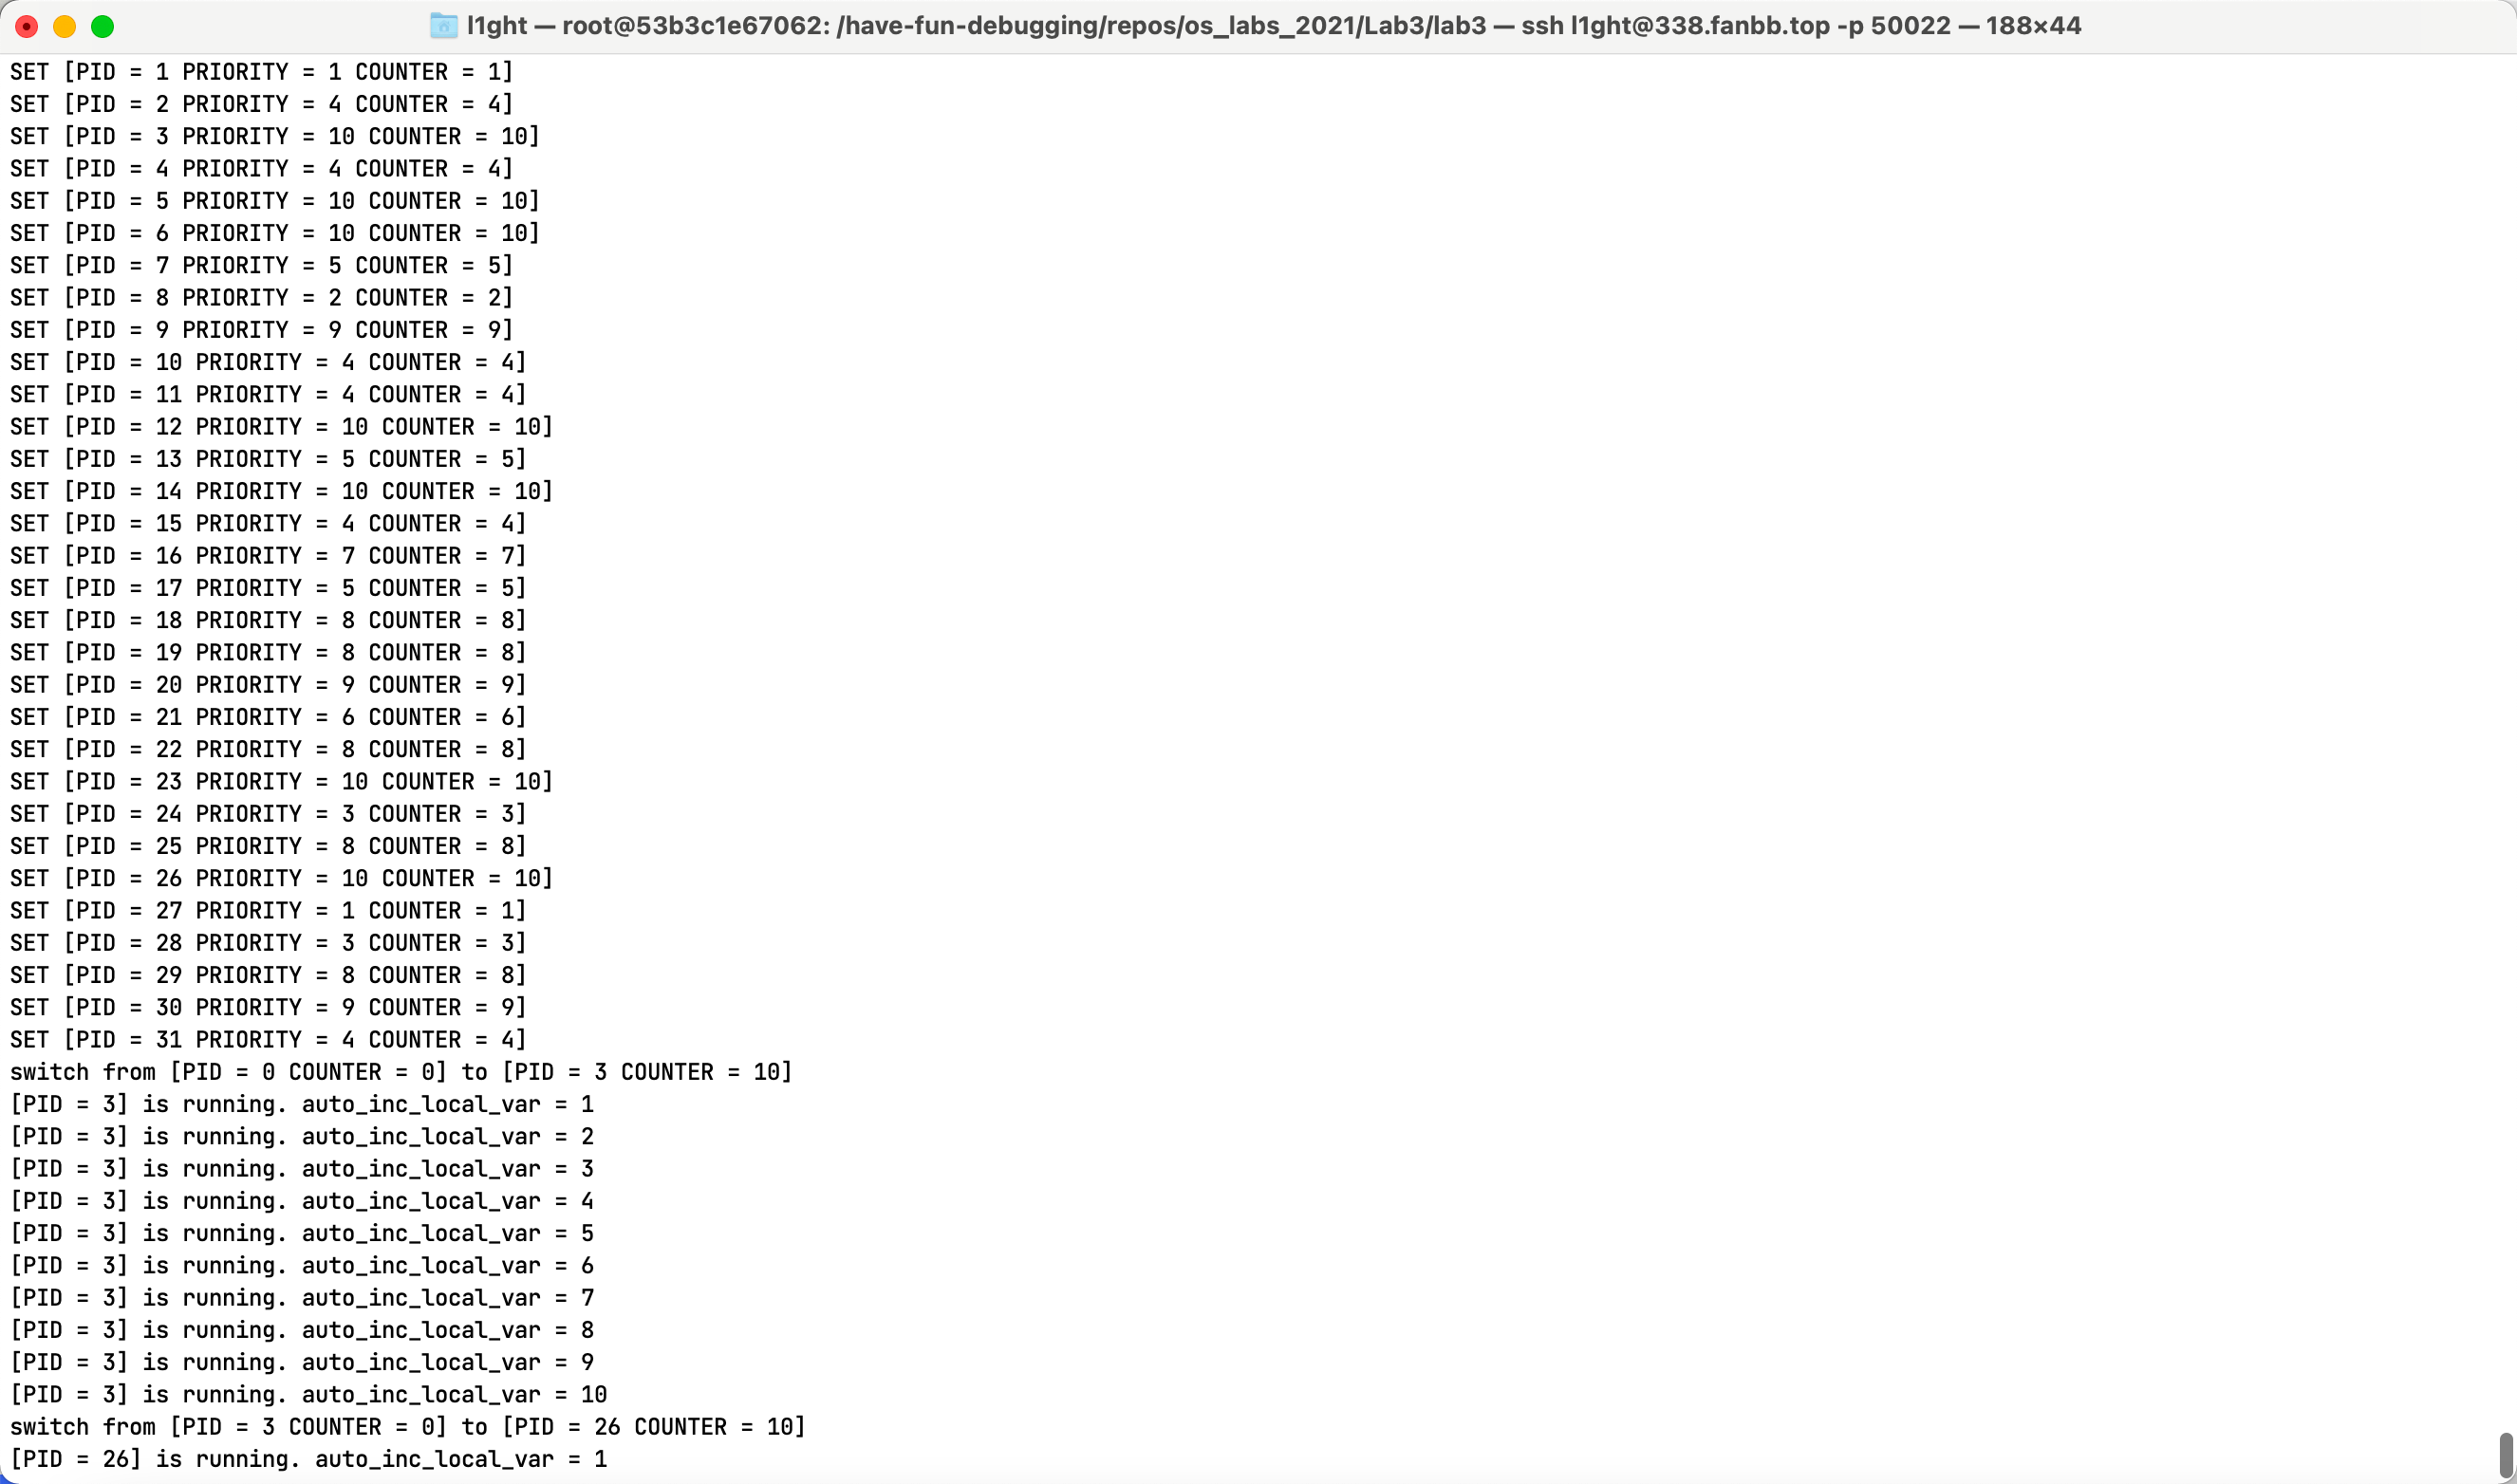 l1ght — root@53b3c1e67062: /have-fun-debugging/repos/os_labs_2021/Lab3/lab3 — ssh l1ght@338.fanbb.top -p 50022 — 188×44
SET [PID = 1 PRIORITY = 1 COUNTER = 1]
SET [PID = 2 PRIORITY = 4 COUNTER = 4]
SET [PID = 3 PRIORITY = 10 COUNTER = 10]
SET [PID = 4 PRIORITY = 4 COUNTER = 4]
SET [PID = 5 PRIORITY = 10 COUNTER = 10]
SET [PID = 6 PRIORITY = 10 COUNTER = 10]
SET [PID = 7 PRIORITY = 5 COUNTER = 5]
SET [PID = 8 PRIORITY = 2 COUNTER = 2]
SET [PID = 9 PRIORITY = 9 COUNTER = 9]
SET [PID = 10 PRIORITY = 4 COUNTER = 4]
SET [PID = 11 PRIORITY = 4 COUNTER = 4]
SET [PID = 12 PRIORITY = 10 COUNTER = 10]
SET [PID = 13 PRIORITY = 5 COUNTER = 5]
SET [PID = 14 PRIORITY = 10 COUNTER = 10]
SET [PID = 15 PRIORITY = 4 COUNTER = 4]
SET [PID = 16 PRIORITY = 7 COUNTER = 7]
SET [PID = 17 PRIORITY = 5 COUNTER = 5]
SET [PID = 18 PRIORITY = 8 COUNTER = 8]
SET [PID = 19 PRIORITY = 8 COUNTER = 8]
SET [PID = 20 PRIORITY = 9 COUNTER = 9]
SET [PID = 21 PRIORITY = 6 COUNTER = 6]
SET [PID = 22 PRIORITY = 8 COUNTER = 8]
SET [PID = 23 PRIORITY = 10 COUNTER = 10]
SET [PID = 24 PRIORITY = 3 COUNTER = 3]
SET [PID = 25 PRIORITY = 8 COUNTER = 8]
SET [PID = 26 PRIORITY = 10 COUNTER = 10]
SET [PID = 27 PRIORITY = 1 COUNTER = 1]
SET [PID = 28 PRIORITY = 3 COUNTER = 3]
SET [PID = 29 PRIORITY = 8 COUNTER = 8]
SET [PID = 30 PRIORITY = 9 COUNTER = 9]
SET [PID = 31 PRIORITY = 4 COUNTER = 4]
switch from [PID = 0 COUNTER = 0] to [PID = 3 COUNTER = 10]
[PID = 3] is running. auto_inc_local_var = 1
[PID = 3] is running. auto_inc_local_var = 2
[PID = 3] is running. auto_inc_local_var = 3
[PID = 3] is running. auto_inc_local_var = 4
[PID = 3] is running. auto_inc_local_var = 5
[PID = 3] is running. auto_inc_local_var = 6
[PID = 3] is running. auto_inc_local_var = 7
[PID = 3] is running. auto_inc_local_var = 8
[PID = 3] is running. auto_inc_local_var = 9
[PID = 3] is running. auto_inc_local_var = 10
switch from [PID = 3 COUNTER = 0] to [PID = 26 COUNTER = 10]
[PID = 26] is running. auto_inc_local_var = 1